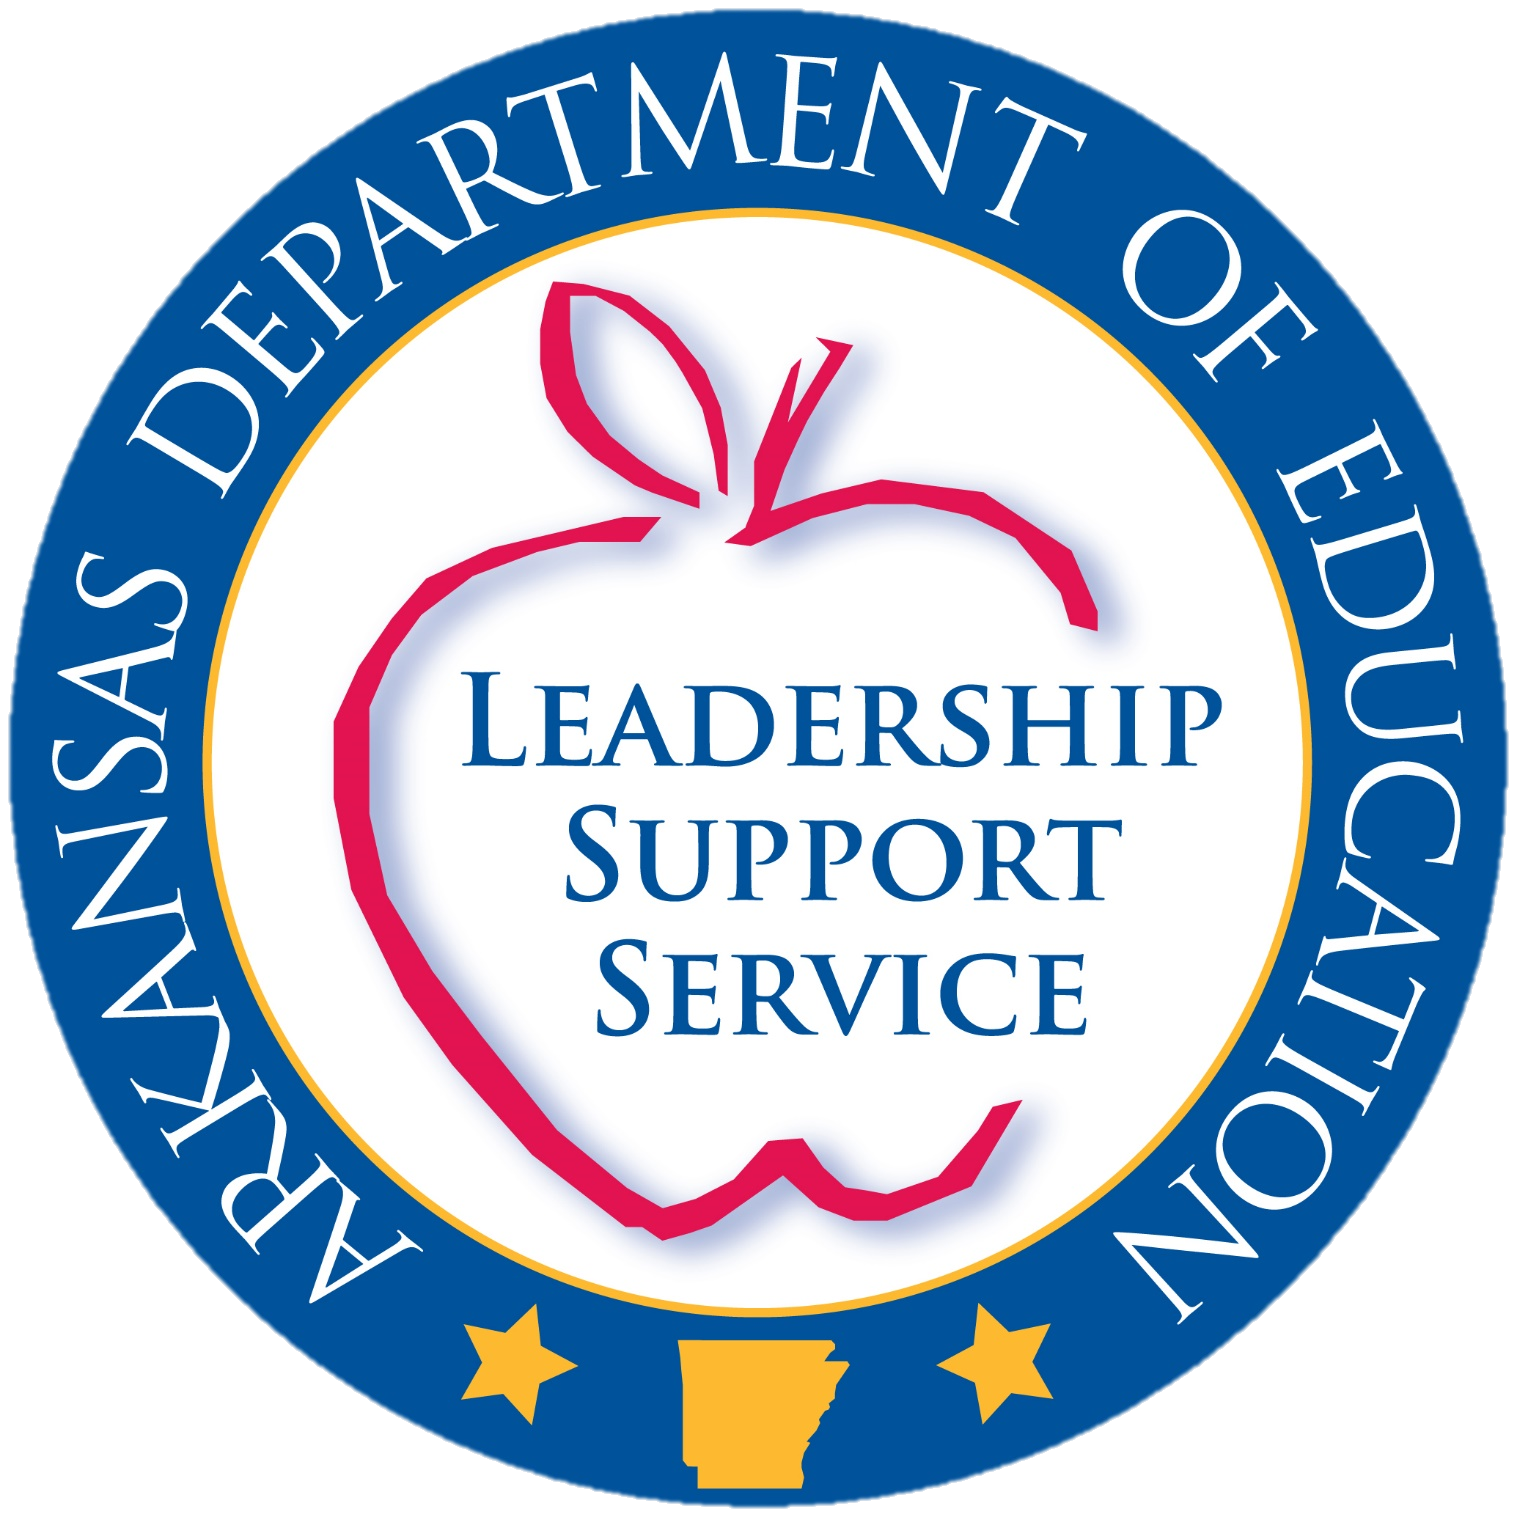 ARKANSAS DEPARTMENT OF EDUCATION
LEADERSHIP
SUPPORT
SERVICE